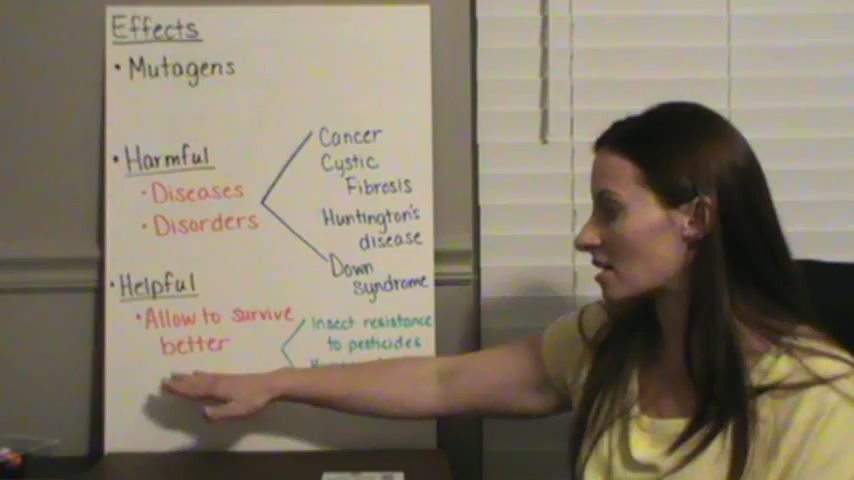 Effects
• Mutagens
• Harmful
• Diseases
• Disorders
Cancer
Cystic
Fibrosis
Huntington's
disease
Down
syndrome
• Helpful
• Allow to survive
better
Insect resistance
to pesticides